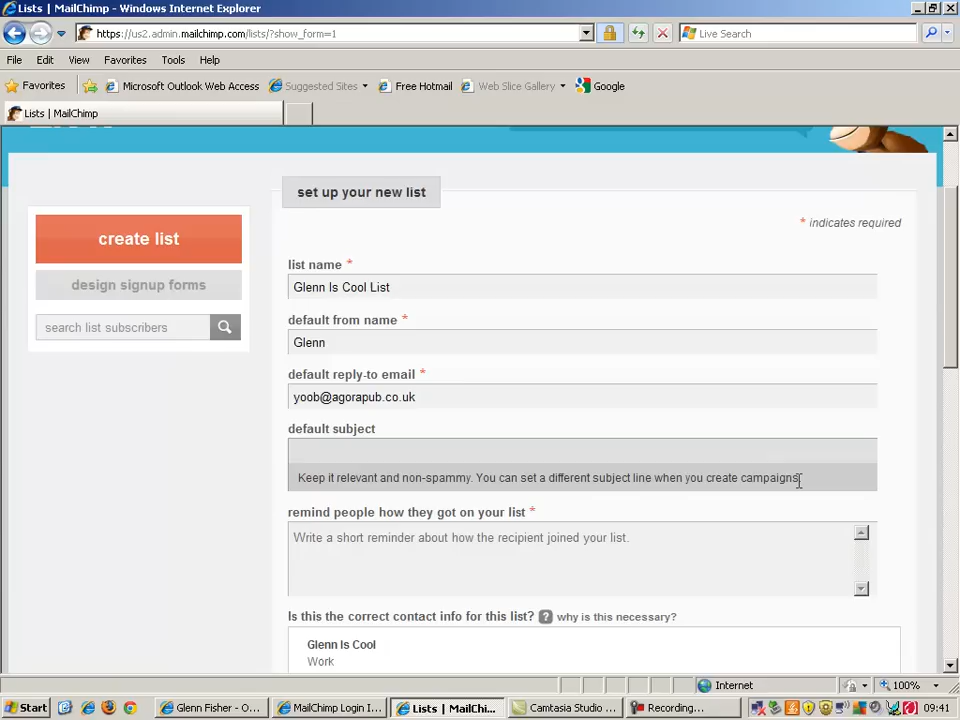 Lists | MailChimp - Windows Internet Explorer
https://us2.admin.mailchimp.com/lists/?show_form=1
Live Search
File Edit View Favorites Tools Help
Favorites Microsoft Outlook Web Access Suggested Sites Free Hotmail Web Slice Gallery Google
Lists | MailChimp
set up your new list
* indicates required
create list
design signup forms
search list subscribers
list name *
Glenn Is Cool List
default from name *
Glenn
default reply-to email *
yoob@agorapub.co.uk
default subject
Keep it relevant and non-spammy. You can set a different subject line when you create campaigns.
remind people how they got on your list *
Write a short reminder about how the recipient joined your list.
Is this the correct contact info for this list? ? why is this necessary?
Glenn Is Cool
Work
Internet 100%
Start Glenn Fisher - O... MailChimp Login I... Lists | MailChi... Camtasia Studio ... Recording... 09:41